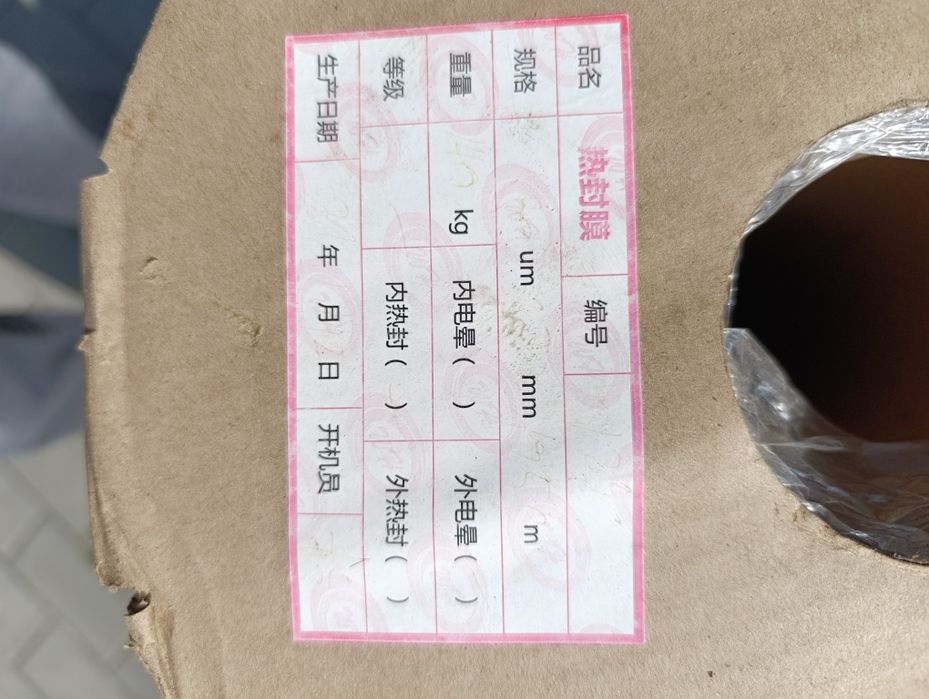 品名 热封膜 编号
规格 um mm m
重量 kg 内电晕( ) 外电晕( )
等级 内热封( ) 外热封( )
生产日期 年 月 日 开机员